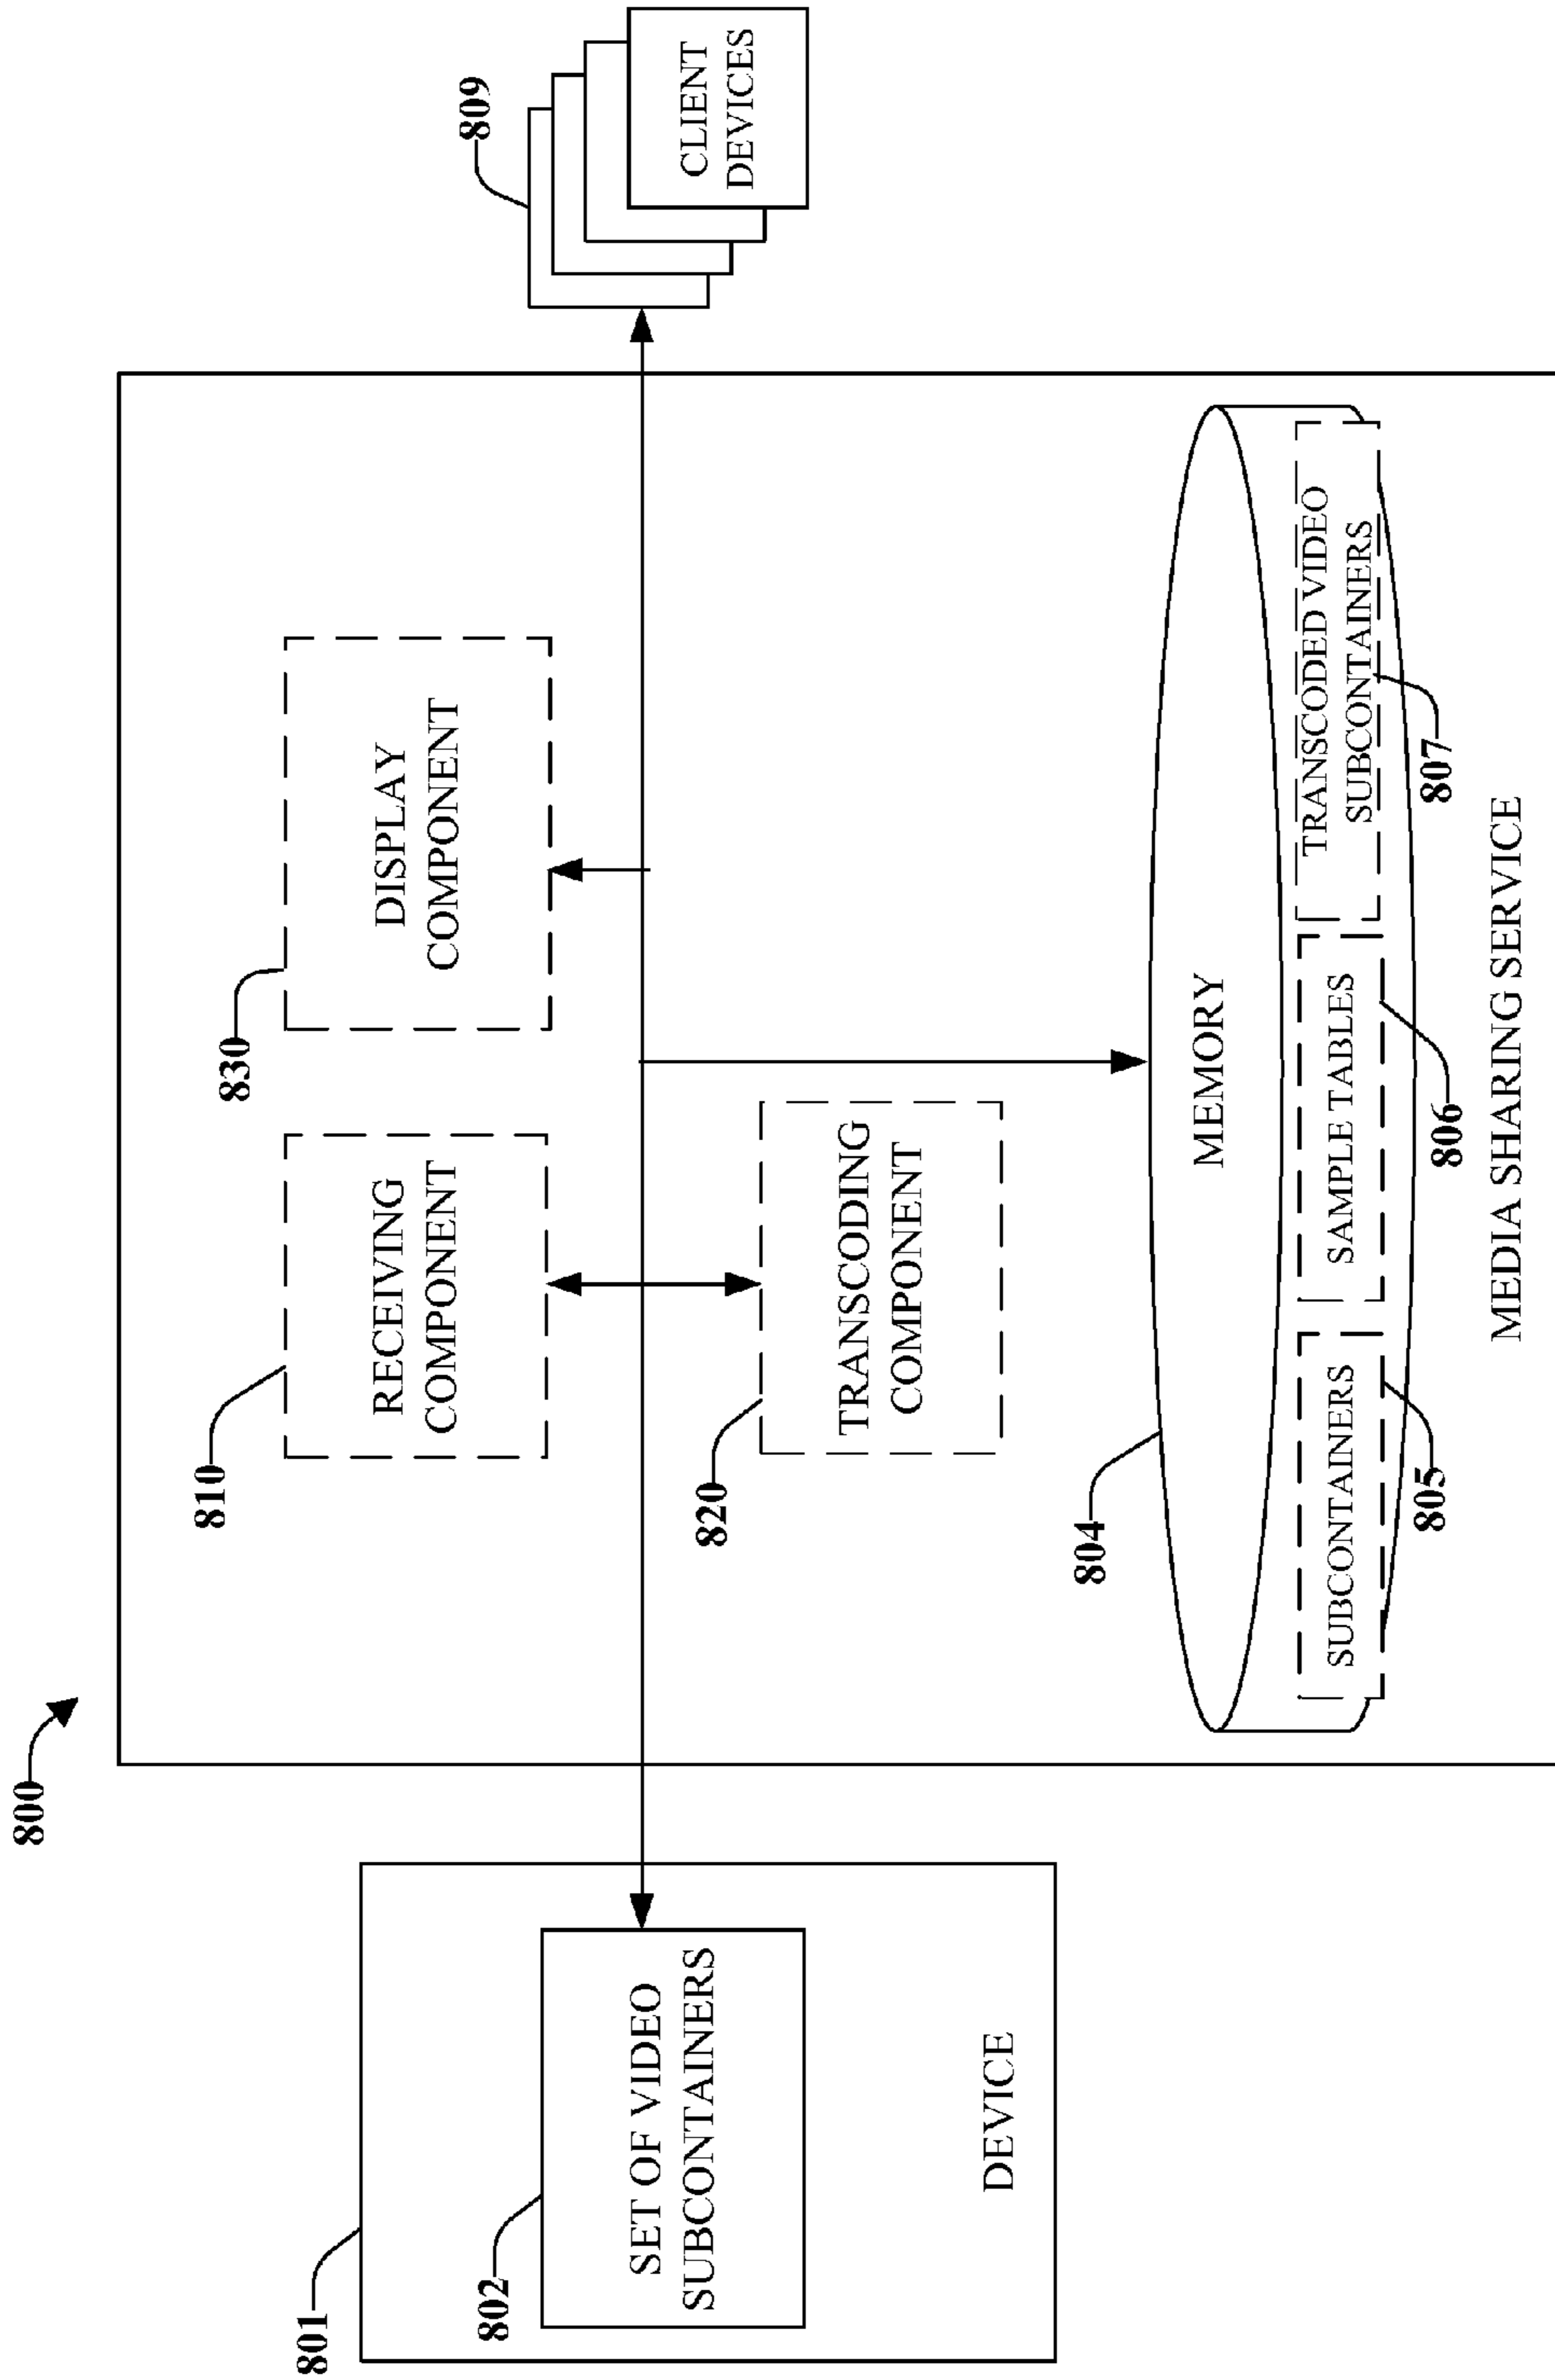 800
801
802
SET OF VIDEO
SUBCONTAINERS
DEVICE
810
RECEIVING
COMPONENT
830
DISPLAY
COMPONENT
820
TRANSCODING
COMPONENT
809
CLIENT
DEVICES
804
MEMORY
SUBCONTAINERS
805
SAMPLE TABLES
806
TRANSCODED VIDEO
SUBCONTAINERS
807
MEDIA SHARING SERVICE